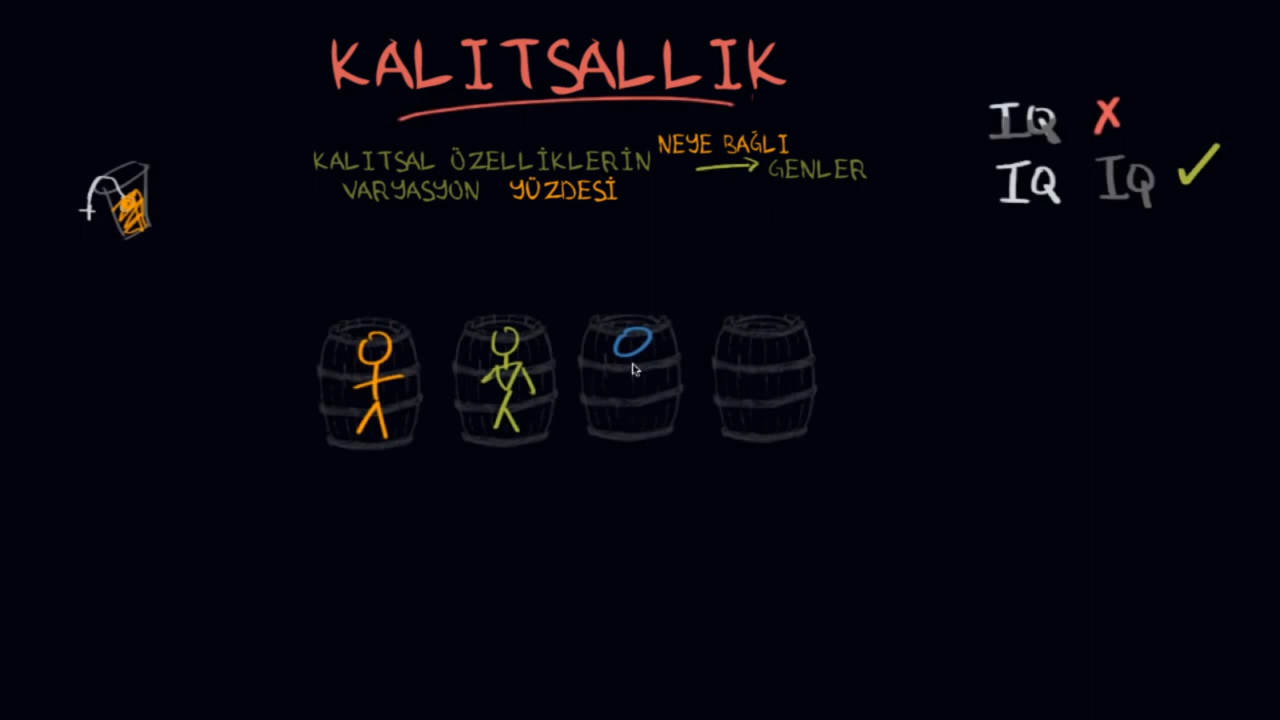 KALITSALLIK
KALITSAL ÖZELLİKLERİN NEYE BAĞLI GENLER
VARYASYON YÜZDESİ
IQ X
IQ IQ ✓